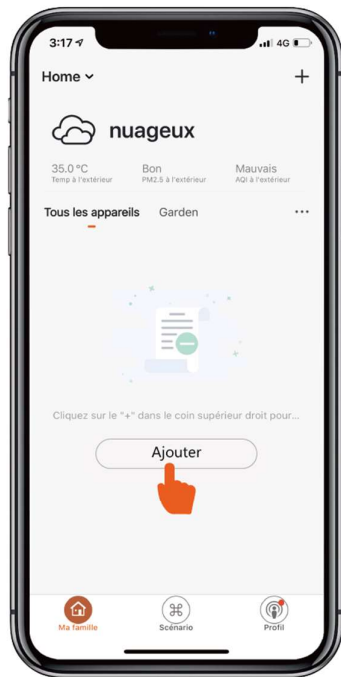 3:17 4G
Home
nuageux
35.0 °C Bon Mauvais
Temp à l'extérieur PM2.5 à l'extérieur AQI à l'extérieur
Tous les appareils Garden ...
Cliquez sur le "+" dans le coin supérieur droit pour...
Ajouter
Ma famille Scénario Profil